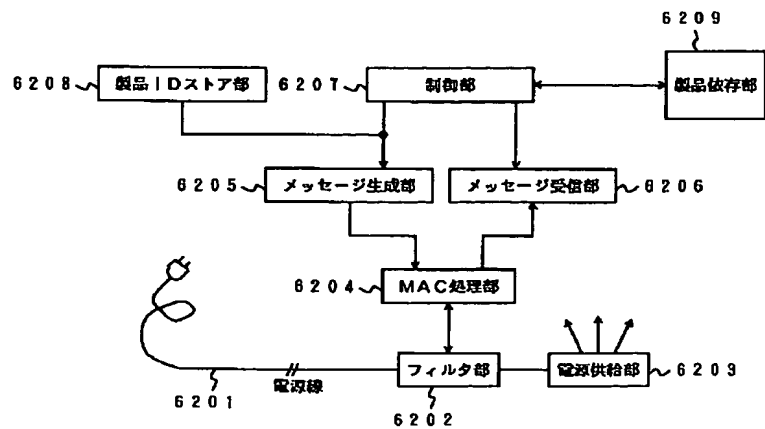 6209
6208 製品IDストア部 6207 制御部 製品依存部
6205 メッセージ生成部 メッセージ受信部 6206
6204 MAC処理部
フィルタ部 電源供給部 6203
電源線
6201 6202